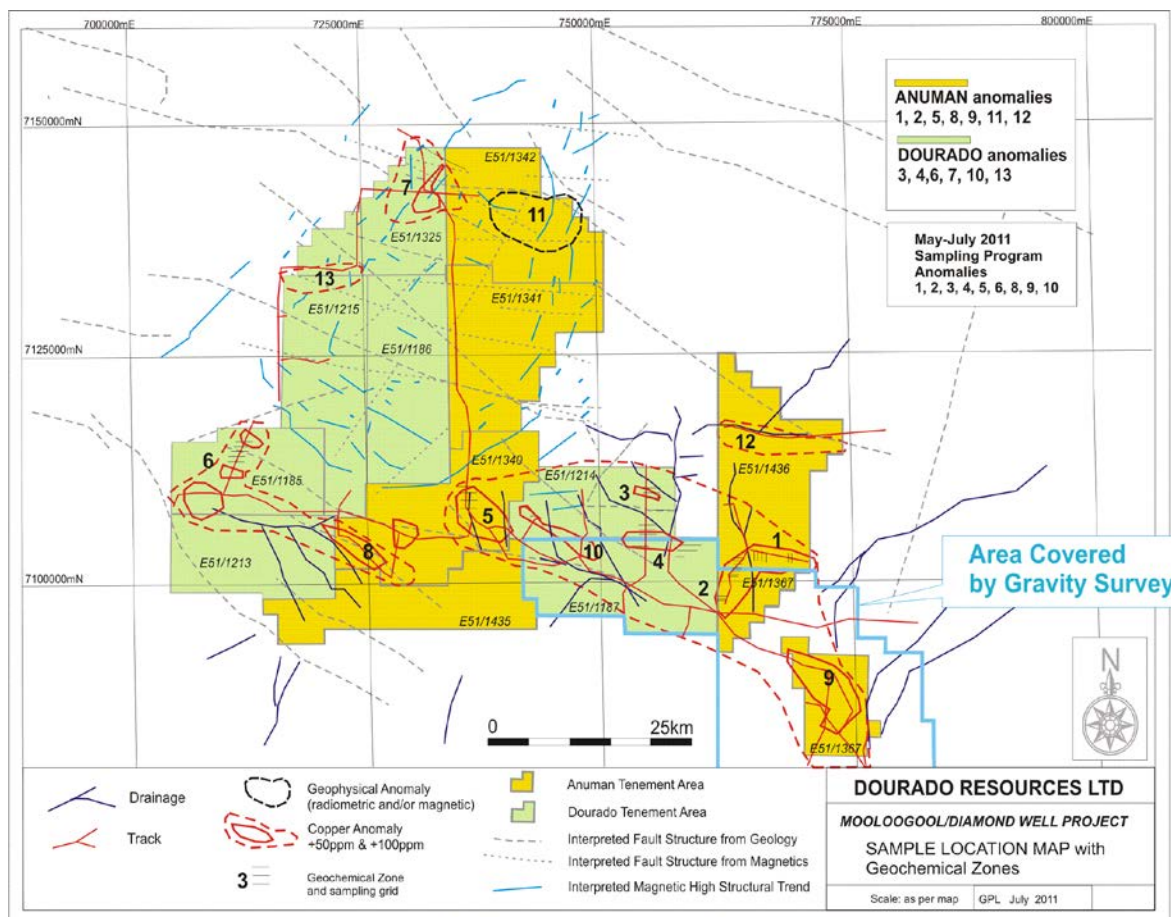 700000mE
725000mE
750000mE
775000mE
800000mE
7150000mN
7125000mN
7100000mN
ANUMAN anomalies
1, 2, 5, 8, 9, 11, 12
DOURADO anomalies
3, 4,6, 7, 10, 13
May-July 2011
Sampling Program
Anomalies
1, 2, 3, 4, 5, 6, 8, 9, 10
E51/1342
7
11
E51/1325
13
E51/1341
E51/1215
E51/1186
12
E51/1436
6
E51/1340
E51/1214
E51/1185
3
5
1
8
10
4
E51/1213
2
E51/1367
E51/1187
E51/1435
Area Covered
by Gravity Survey
9
E51/1367
N
0
25km
Drainage
Track
Geophysical Anomaly
(radiometric and/or magnetic)
Copper Anomaly
+50ppm & +100ppm
3
Geochemical Zone
and sampling grid
Anuman Tenement Area
Dourado Tenement Area
Interpreted Fault Structure from Geology
Interpreted Fault Structure from Magnetics
Interpreted Magnetic High Structural Trend
DOURADO RESOURCES LTD
MOOLOOGOOL/DIAMOND WELL PROJECT
SAMPLE LOCATION MAP with
Geochemical Zones
Scale: as per map
GPL July 2011